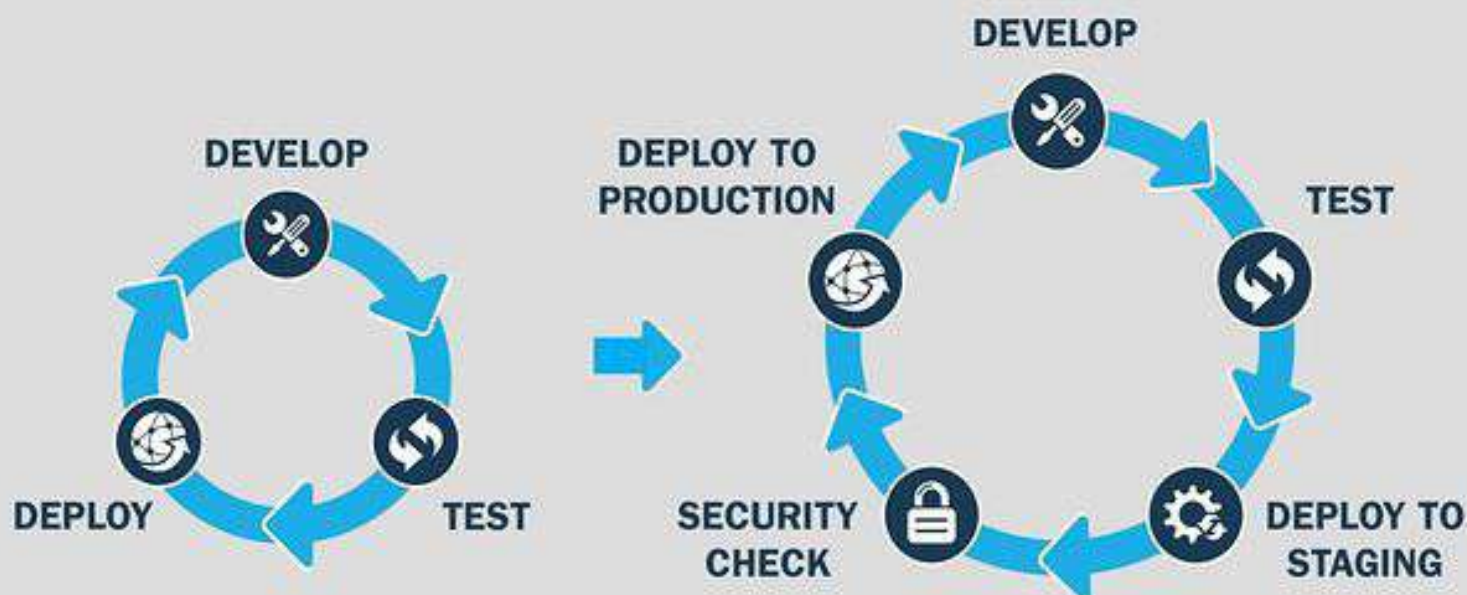 DEVELOP
TEST
DEPLOY
DEVELOP
TEST
DEPLOY TO
STAGING
SECURITY
CHECK
DEPLOY TO
PRODUCTION